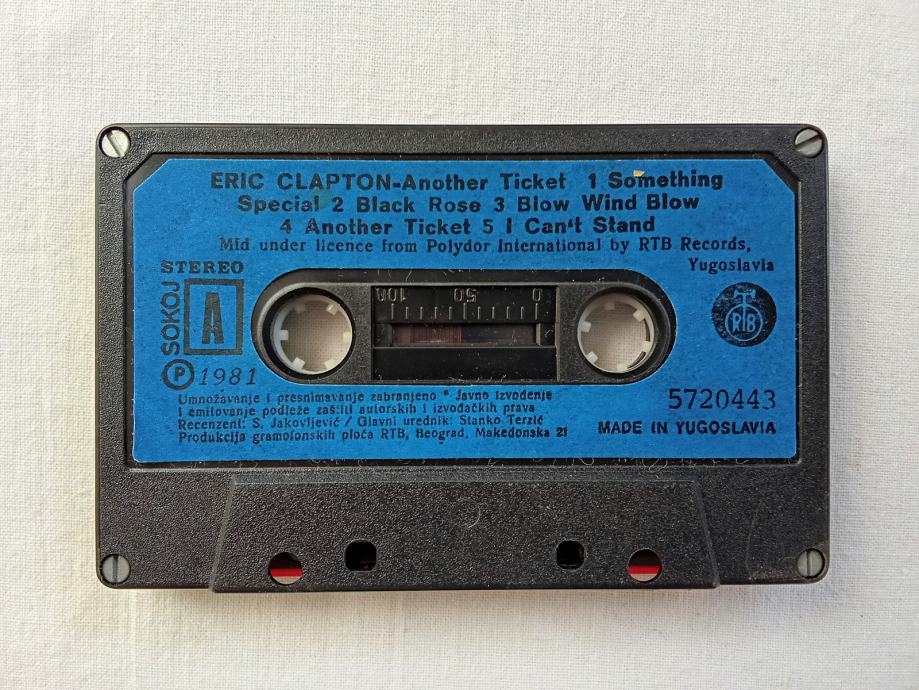 ERIC CLAPTON-Another Ticket 1 Something
Special 2 Black Rose 3 Blow Wind Blow
4 Another Ticket 5 I Can't Stand
Mfd under licence from Polydor International by RTB Records,
Yugoslavia
STEREO
SOKOJ
A
100 50 0
RTB
Ⓟ 1981
Umnožavanje i presnimavanje zabranjeno * Javno izvođenje
i emitovanje podleže zaštiti autorskih i izvođačkih prava
Recenzent: S. Jakovljević / Glavni urednik: Stanko Terzić
Produkcija gramofonskih ploča RTB, Beograd, Makedonska 21
5720443
MADE IN YUGOSLAVIA